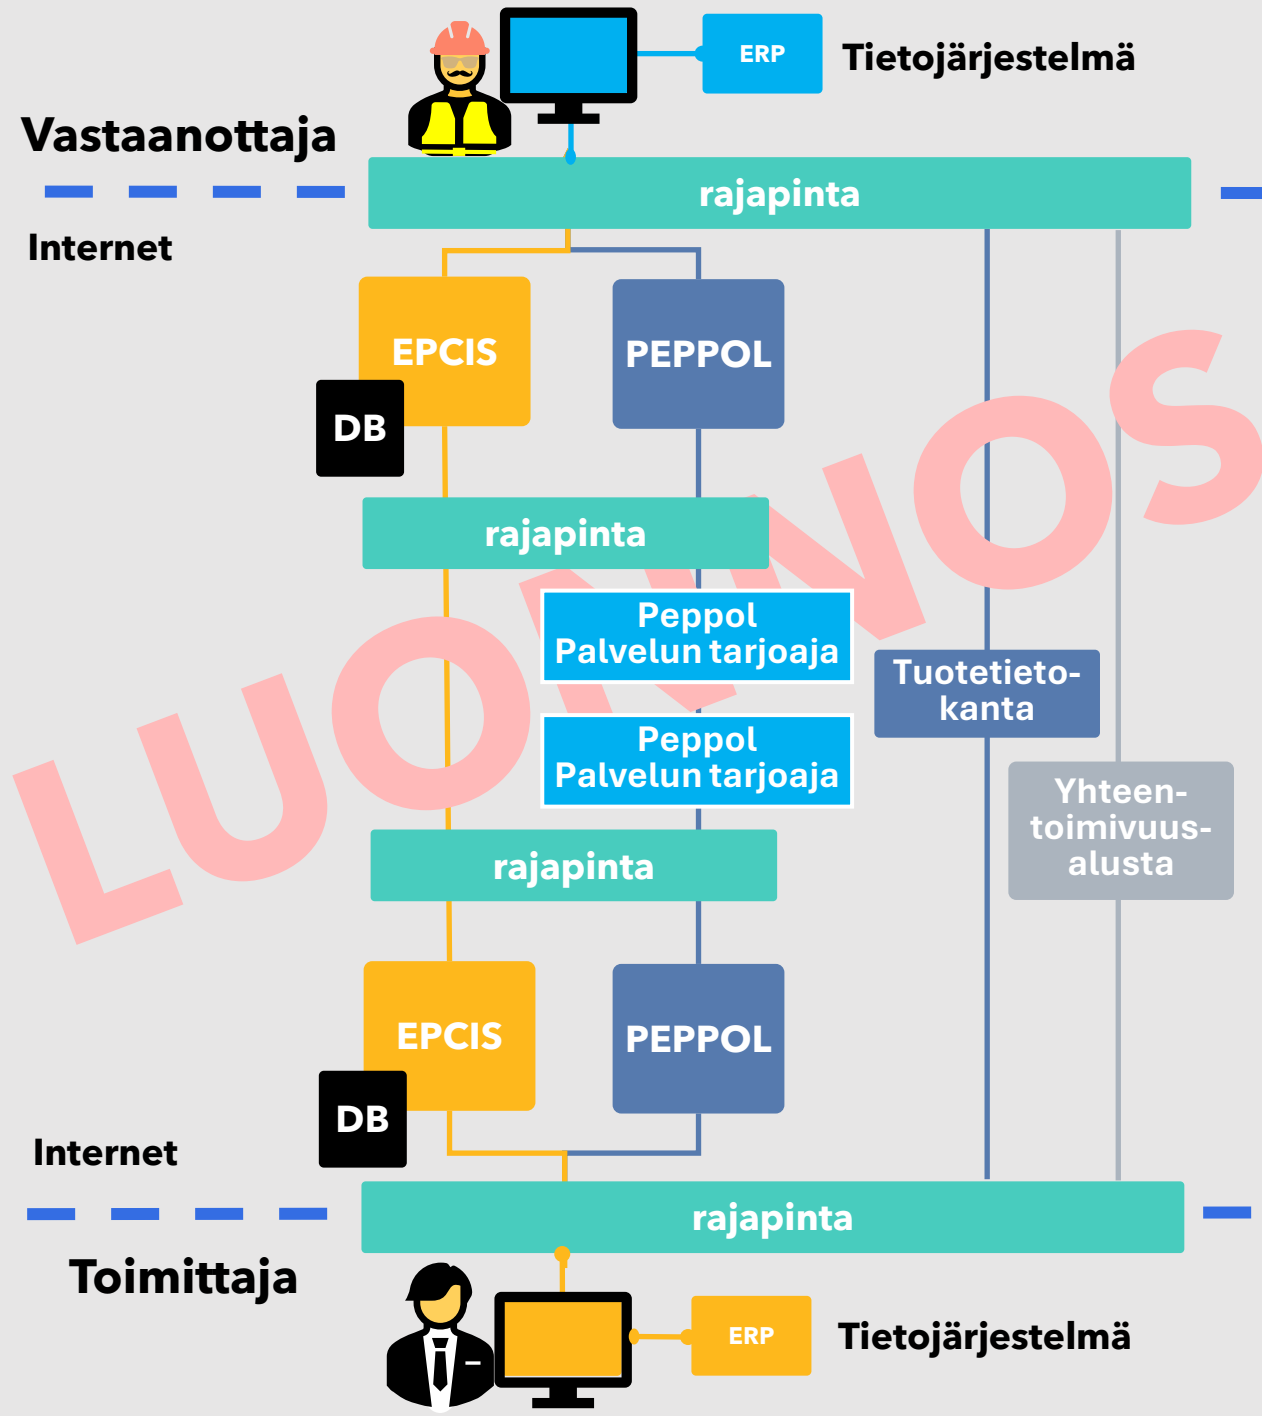 ERP
Tietojärjestelmä
Vastaanottaja
rajapinta
Internet
EPCIS
PEPPOL
DB
LUONNOS
rajapinta
Peppol
Palvelun tarjoaja
Tuotetieto-
kanta
Peppol
Palvelun tarjoaja
Yhteen-
toimivuus-
alusta
rajapinta
EPCIS
PEPPOL
DB
Internet
rajapinta
Toimittaja
ERP
Tietojärjestelmä